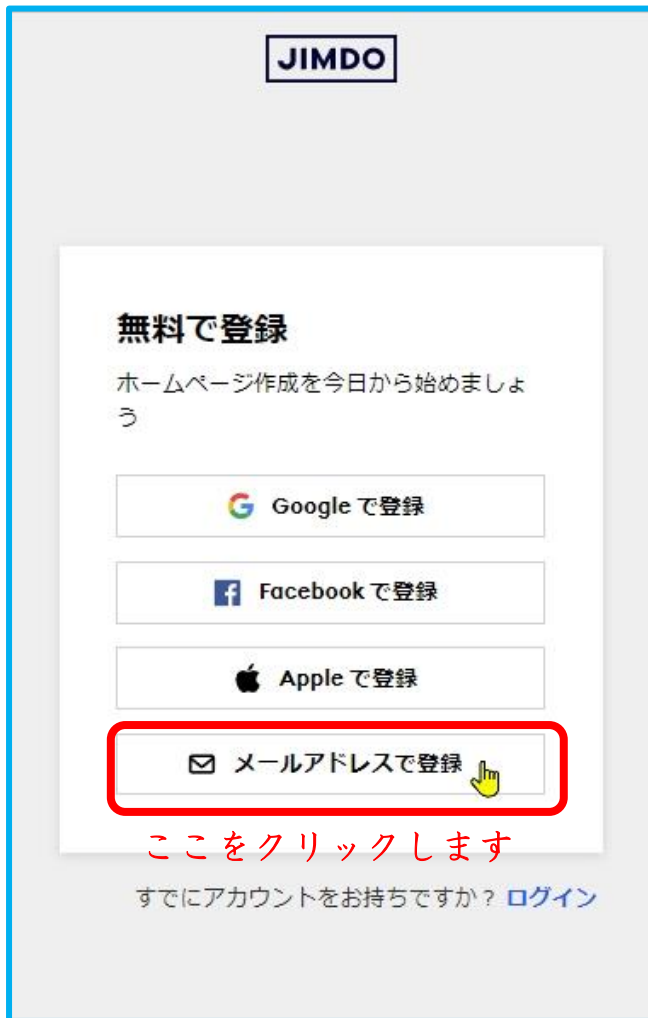 JIMDO
無料で登録
ホームページ作成を今日から始めましょ
う
Google で登録
Facebook で登録
Apple で登録
メールアドレスで登録
ここをクリックします
すでにアカウントをお持ちですか？ ログイン